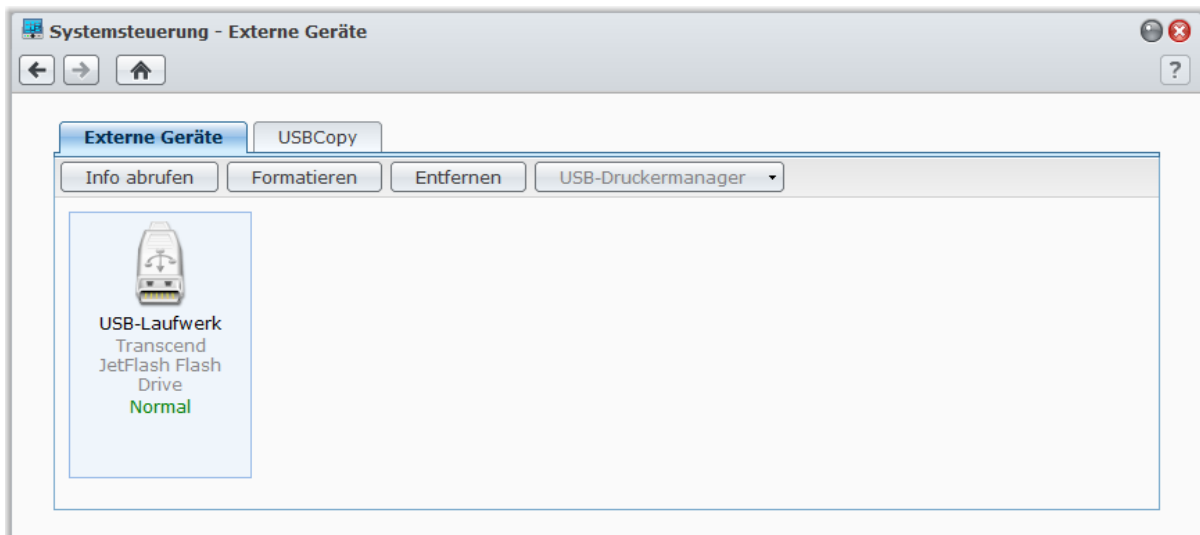 Systemsteuerung - Externe Geräte
?
Externe Geräte
USBCopy
Info abrufen
Formatieren
Entfernen
USB-Druckermanager
USB-Laufwerk
Transcend
JetFlash Flash
Drive
Normal